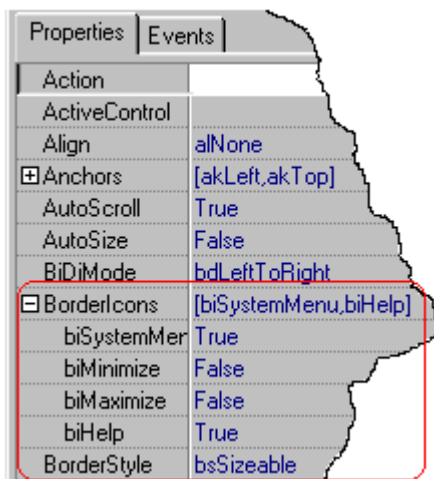 Properties Events
Action
ActiveControl
Align alNone
Anchors [akLeft,akTop]
AutoScroll True
AutoSize False
BiDiMode bdLeftToRight
BorderIcons [biSystemMenu,biHelp]
biSystemMer True
biMinimize False
biMaximize False
biHelp True
BorderStyle bsSizeable